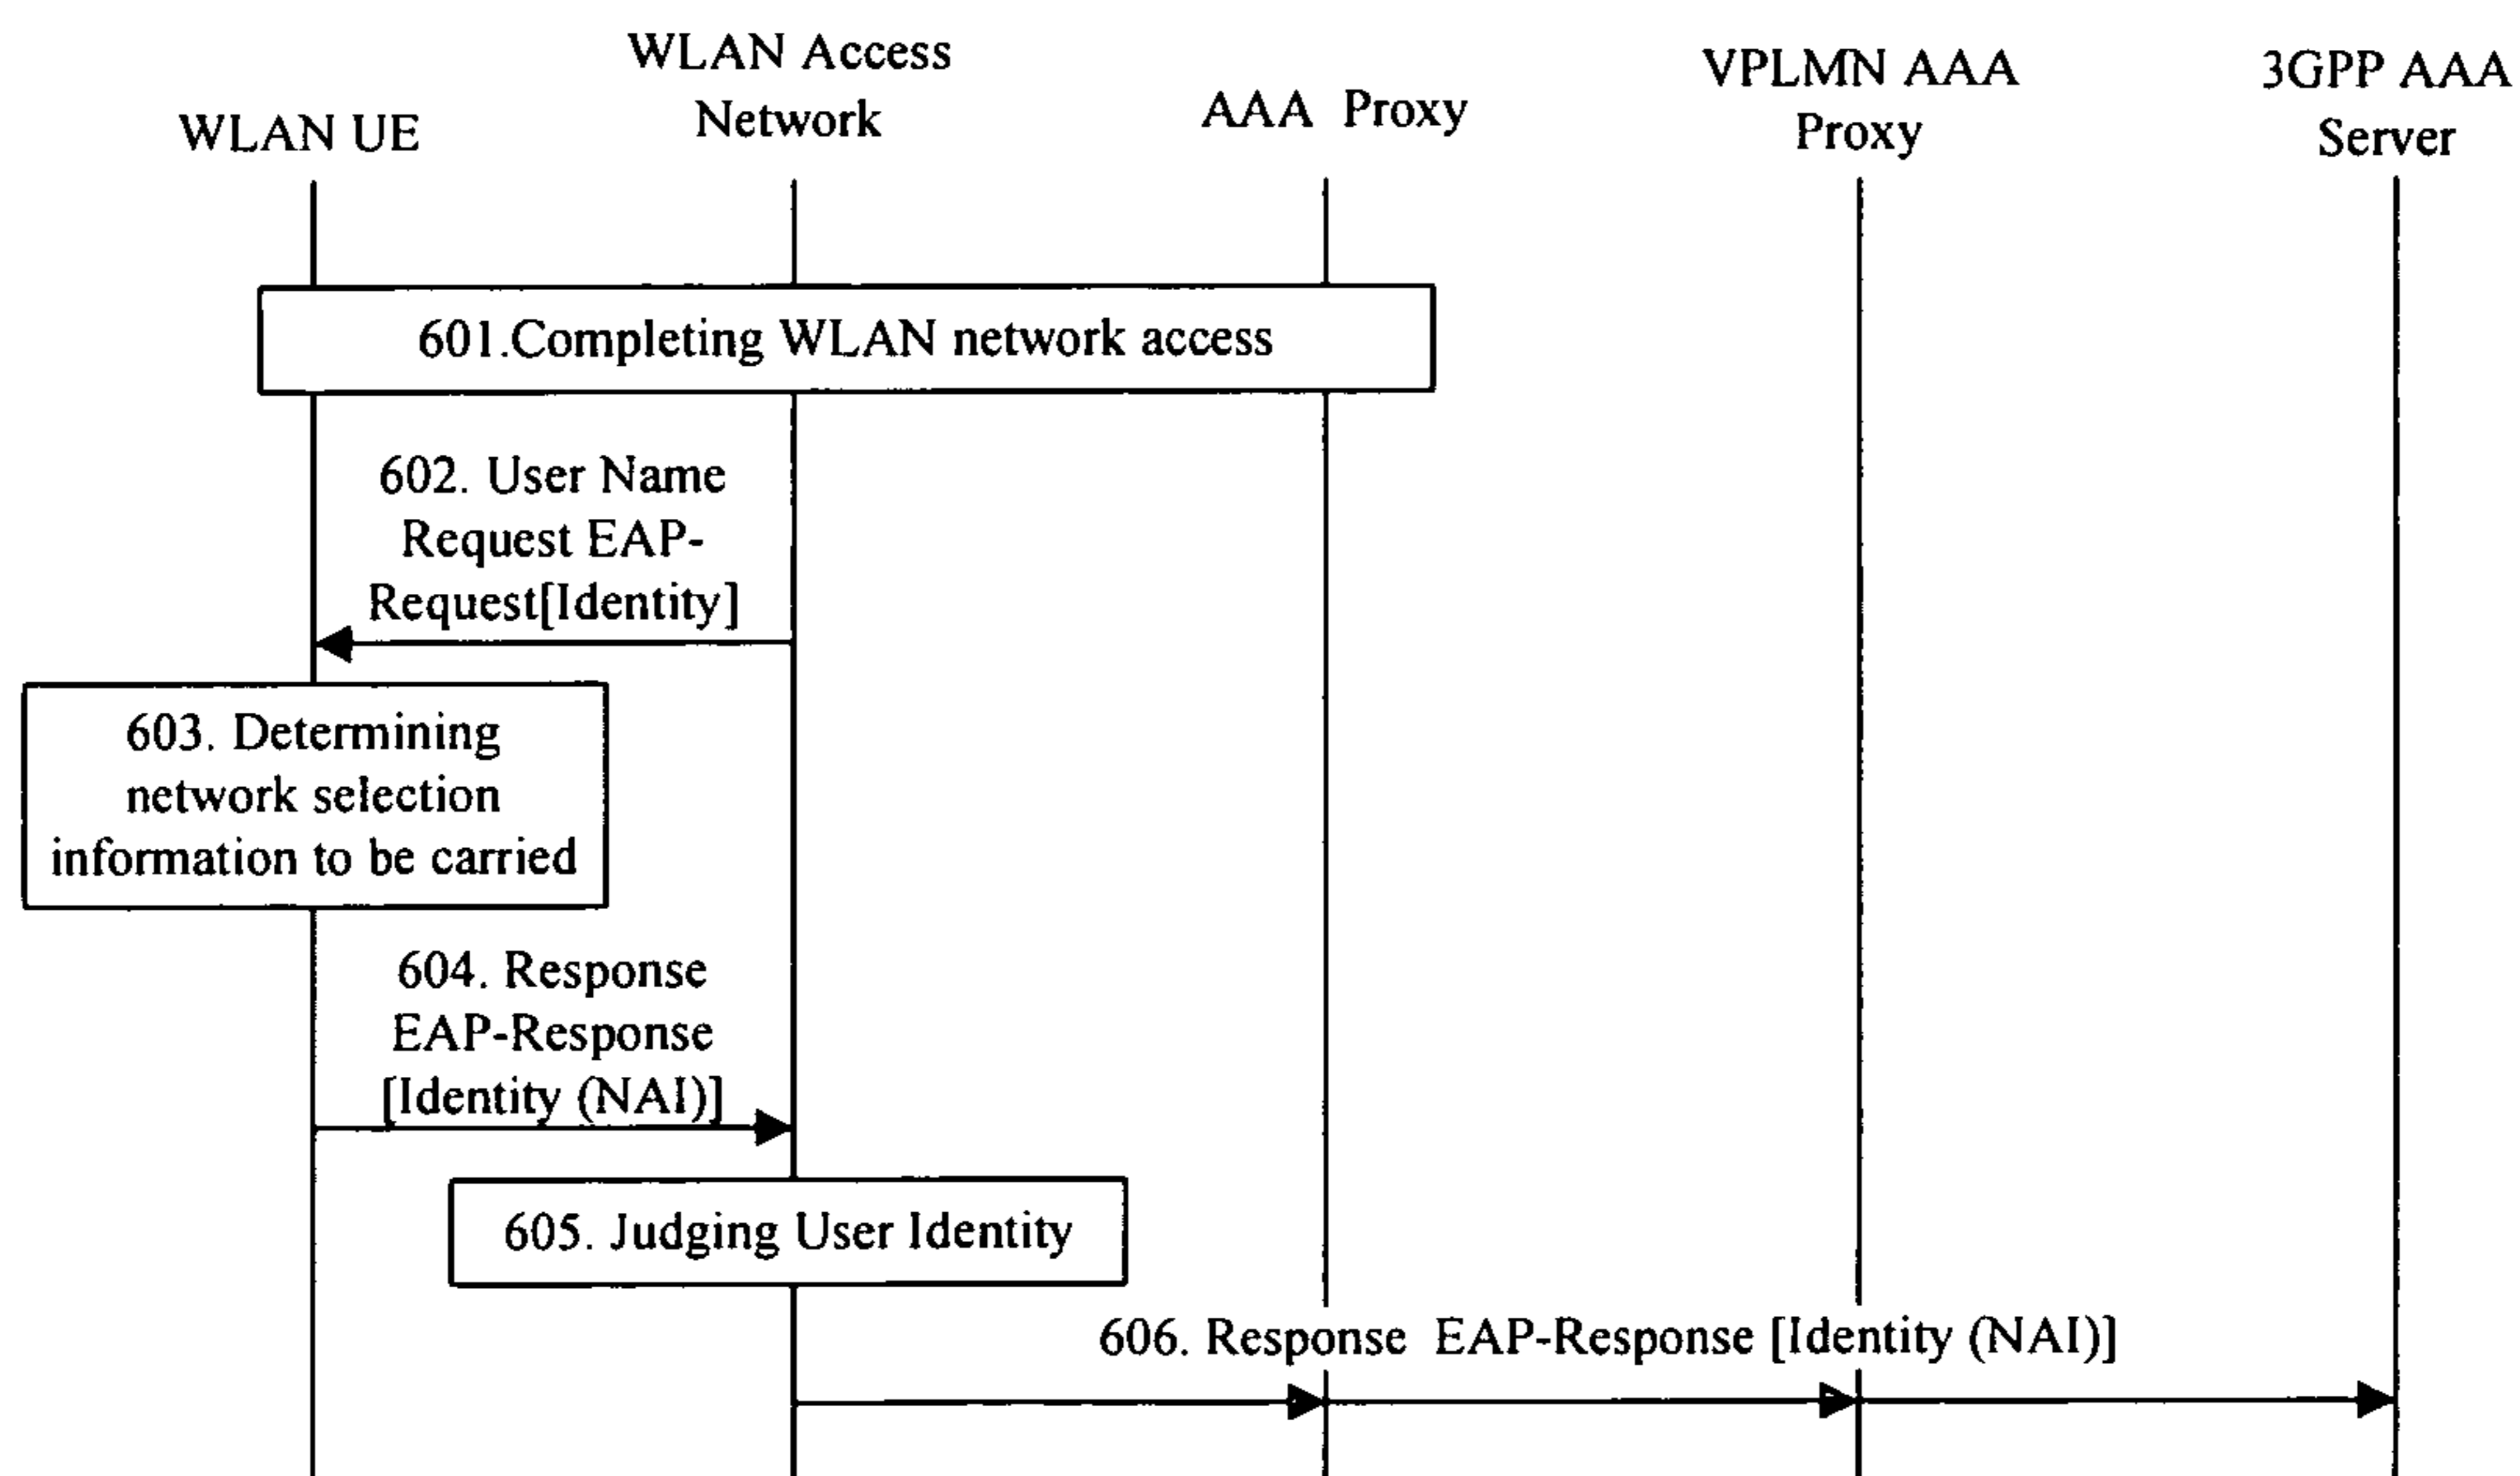 WLAN UE
WLAN Access
Network
AAA Proxy
VPLMN AAA
Proxy
3GPP AAA
Server
601.Completing WLAN network access
602. User Name
Request EAP-
Request[Identity]
603. Determining
network selection
information to be carried
604. Response
EAP-Response
[Identity (NAI)]
605. Judging User Identity
606. Response EAP-Response [Identity (NAI)]